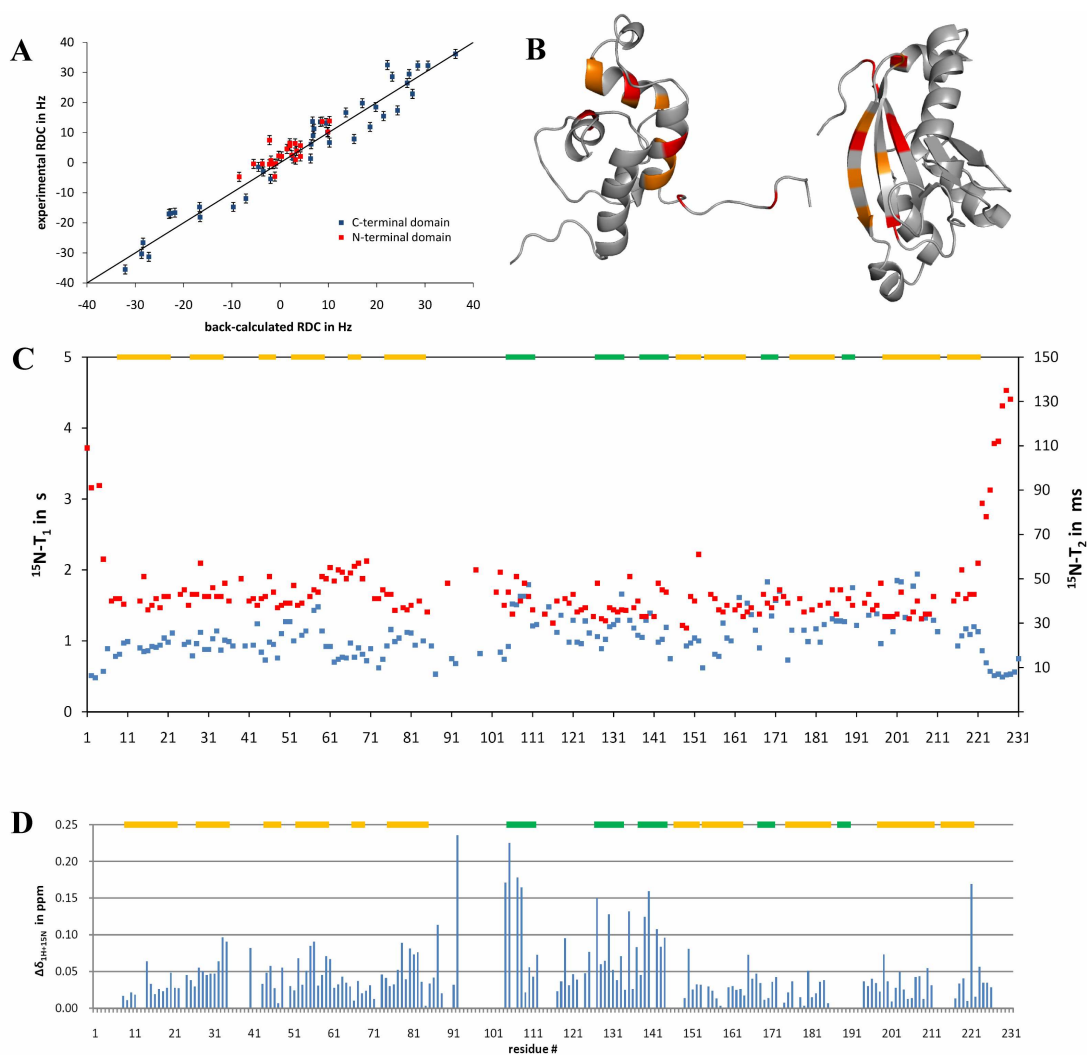 A
B
40
30
20
10
0
-10
-20
-30
-40
experimental RDC in Hz
C-terminal domain
N-terminal domain
-40 -30 -20 -10 0 10 20 30 40
back-calculated RDC in Hz
C
5
4
3
2
1
0
¹⁵N-T₁ in s
150
130
110
90
70
50
30
10
¹⁵N-T₂ in ms
1 11 21 31 41 51 61 71 81 91 101 111 121 131 141 151 161 171 181 191 201 211 221 231
D
0.25
0.20
0.15
0.10
0.05
0.00
Δδ₁H+15N in ppm
1 11 21 31 41 51 61 71 81 91 101 111 121 131 141 151 161 171 181 191 201 211 221 231
residue #